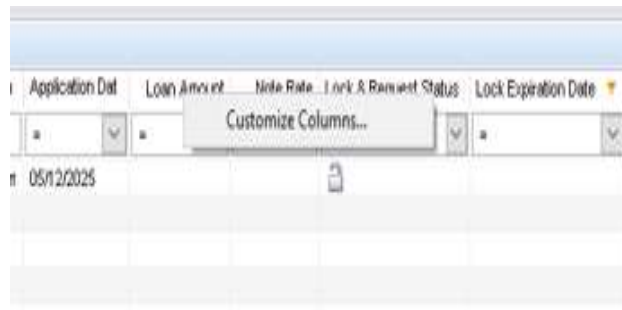 Application Dat Loan Amount Note Rate Lock & Request Status Lock Expiration Date
= = Customize Columns... =
05/12/2025